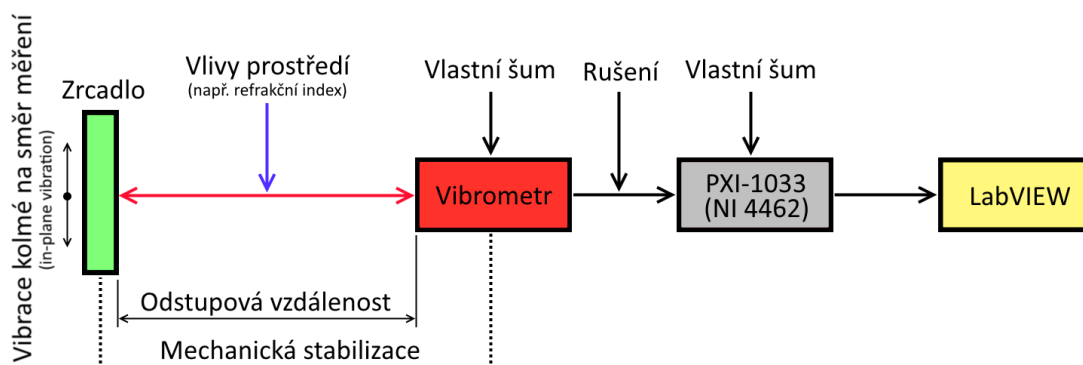 Vibrace kolmé na směr měření
(in-plane vibration)
Zrcadlo
Vlivy prostředí
(např. refrakční index)
Vlastní šum
Rušení
Vlastní šum
Vibrometr
PXI-1033
(NI 4462)
LabVIEW
Odstupová vzdálenost
Mechanická stabilizace